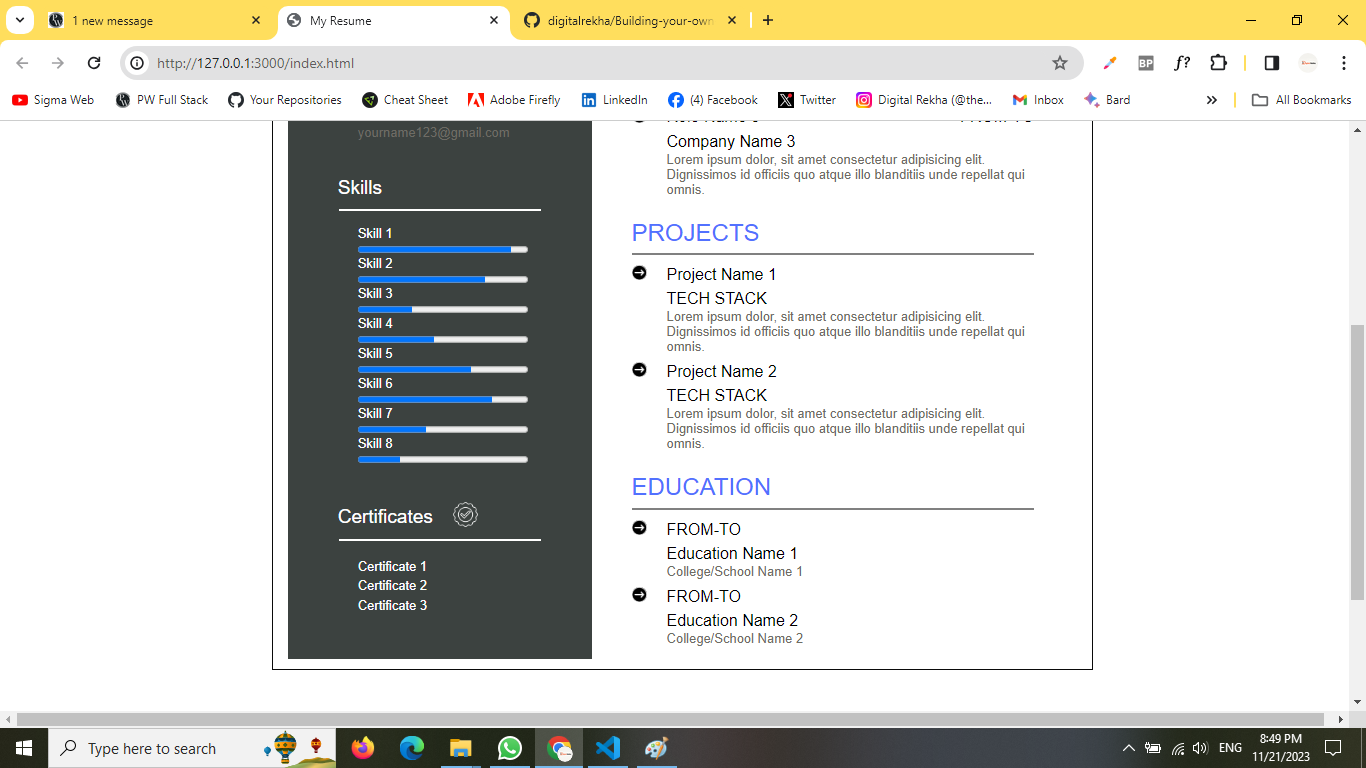 1 new message
My Resume
digitalrekha/Building-your-own
http://127.0.0.1:3000/index.html
BP
f?
Sigma Web
PW Full Stack
Your Repositories
Cheat Sheet
Adobe Firefly
LinkedIn
(4) Facebook
Twitter
Digital Rekha (@the...
Inbox
Bard
»
All Bookmarks
yourname123@gmail.com
Skills
Skill 1
Skill 2
Skill 3
Skill 4
Skill 5
Skill 6
Skill 7
Skill 8
Certificates
Certificate 1
Certificate 2
Certificate 3
Company Name 3
Lorem ipsum dolor, sit amet consectetur adipisicing elit.
Dignissimos id officiis quo atque illo blanditiis unde repellat qui
omnis.
PROJECTS
Project Name 1
TECH STACK
Lorem ipsum dolor, sit amet consectetur adipisicing elit.
Dignissimos id officiis quo atque illo blanditiis unde repellat qui
omnis.
Project Name 2
TECH STACK
Lorem ipsum dolor, sit amet consectetur adipisicing elit.
Dignissimos id officiis quo atque illo blanditiis unde repellat qui
omnis.
EDUCATION
FROM-TO
Education Name 1
College/School Name 1
FROM-TO
Education Name 2
College/School Name 2
Type here to search
ENG
8:49 PM
11/21/2023